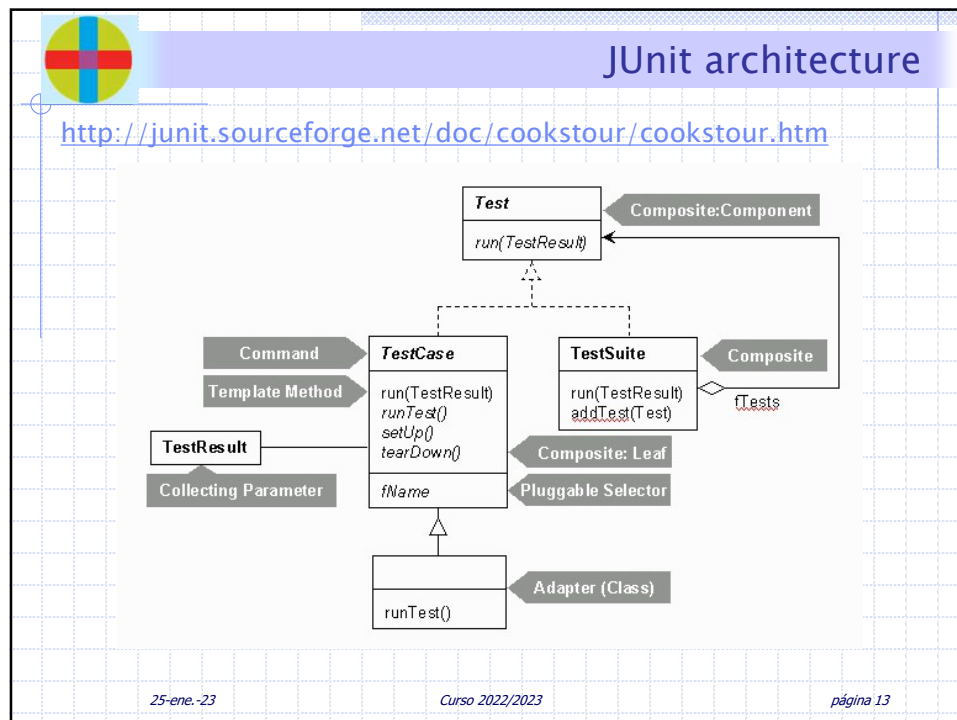 JUnit architecture
http://junit.sourceforge.net/doc/cookstour/cookstour.htm
Test
Composite:Component
run(TestResult)
Command
TestCase
TestSuite
Composite
Template Method
run(TestResult)
runTest()
setUp()
tearDown()
run(TestResult)
addTest(Test)
fTests
TestResult
Composite: Leaf
Collecting Parameter
fName
Pluggable Selector
Adapter (Class)
runTest()
25-ene.-23
Curso 2022/2023
página 13